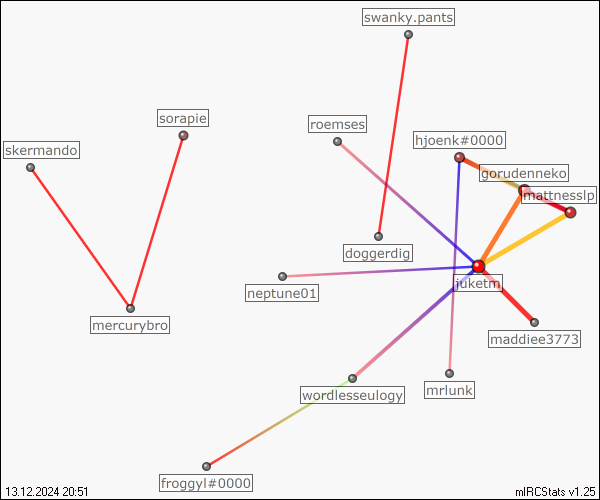 swanky.pants
sorapie
roemses
skermando
hjoenk#0000
gorudenneko
mattnesslp
doggerdig
juketm
neptune01
mercurybro
maddiee3773
wordlesseulogy
mrlunk
froggyl#0000
13.12.2024 20:51
mIRCStats v1.25